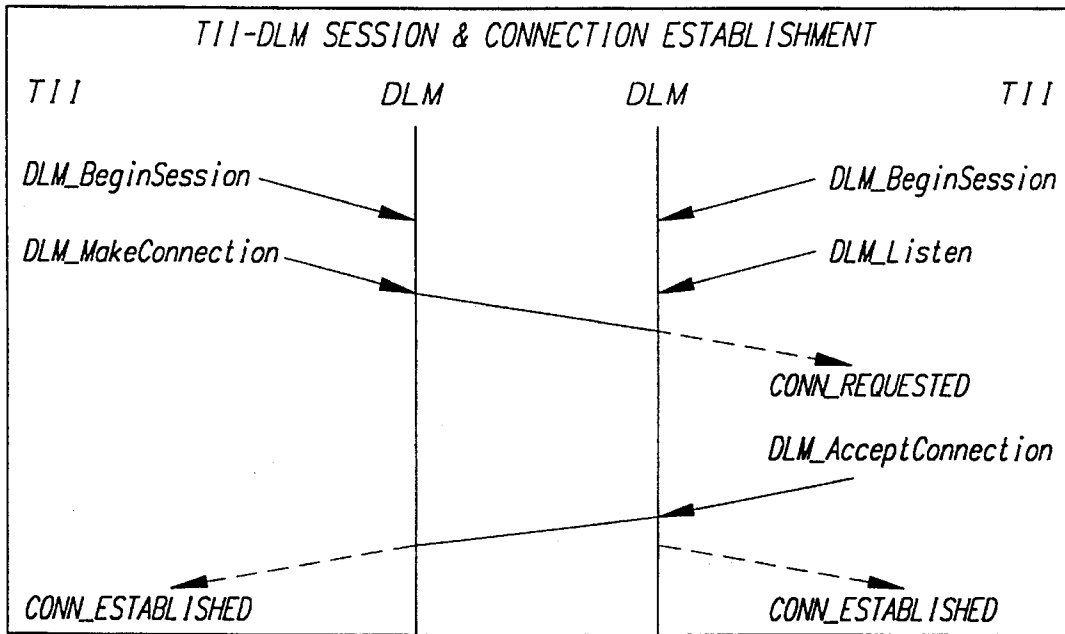 TII-DLM SESSION & CONNECTION ESTABLISHMENT
TII DLM DLM TII
DLM_BeginSession DLM_BeginSession
DLM_MakeConnection DLM_Listen
CONN_REQUESTED
DLM_AcceptConnection
CONN_ESTABLISHED CONN_ESTABLISHED